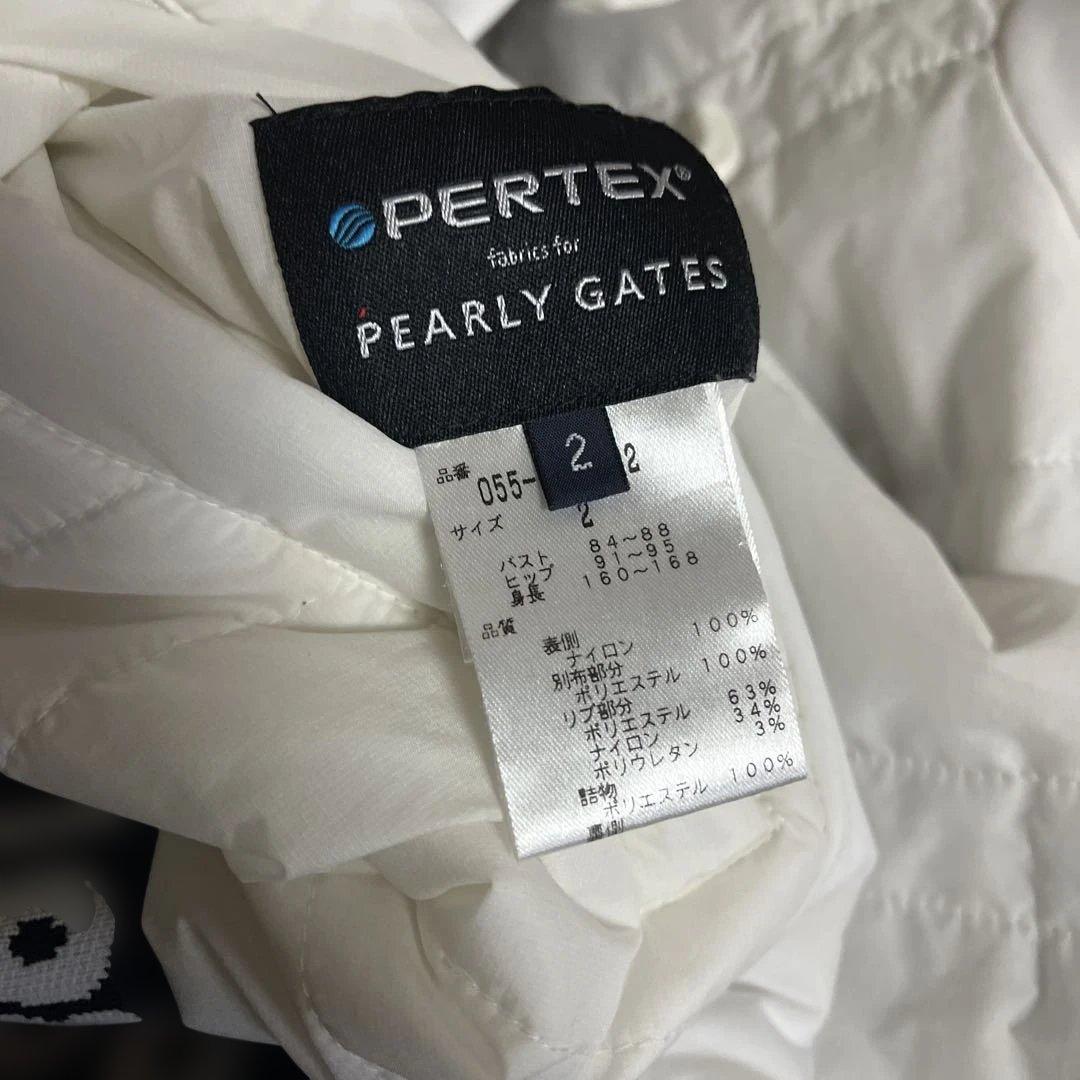 PERTEX®
fabrics for
PEARLY GATES
2
品番 055- 2
サイズ 2
バスト 84～88
ヒップ 91～95
身長 160～168
品質
表側
ナイロン 100%
別布部分
ポリエステル 100%
リブ部分
ポリエステル 63%
ナイロン 34%
ポリウレタン 3%
詰物
ポリエステル 100%
裏側